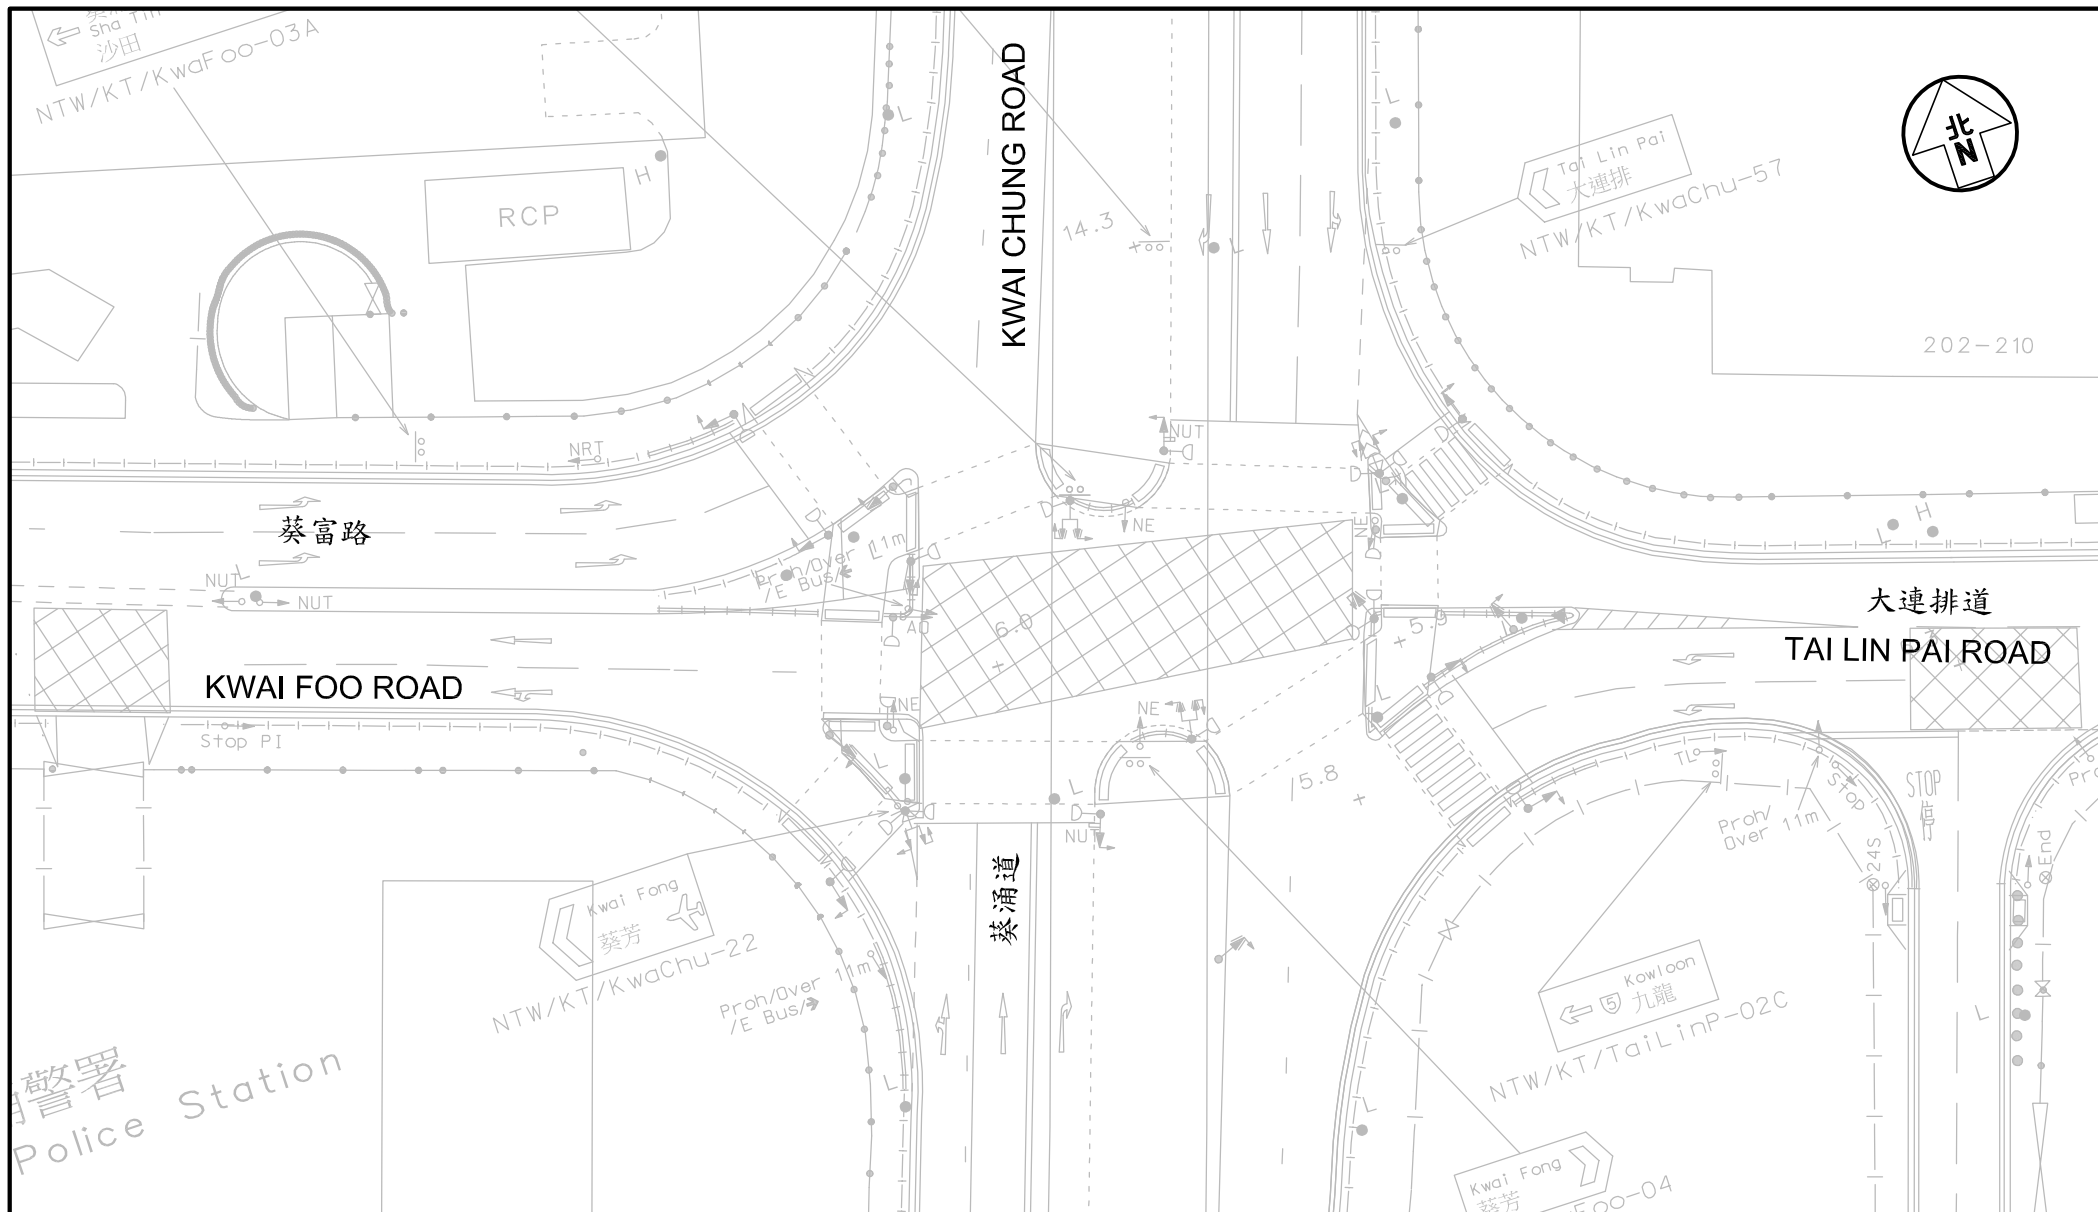 Sha Tin
沙田
NTW/KT/KwaFoo-03A
RCP
H
L
KWAI CHUNG ROAD
14.3
L
L
Tai Lin Pai
大連排
NTW/KT/KwaChu-57
北
N
202-210
NRT
NUT
NE
NE
葵富路
NUT
L
NUT
Proh/Over 11m
/E Bus/
L
AO
6.0
5.9
L
H
L
大連排道
TAI LIN PAI ROAD
KWAI FOO ROAD
Stop PI
NE
NE
L
L
5.8
TL
Stop
STOP
停
Proh/
Over 11m
24S
End
NUT
L
葵涌道
Kwai Fong
葵芳
NTW/KT/KwaChu-22
Proh/Over 11m
/E Bus/
Kowloon
5
九龍
NTW/KT/TaiLinP-02C
L
L
L
警署
Police Station
Kwai Fong
葵芳
Foo-04